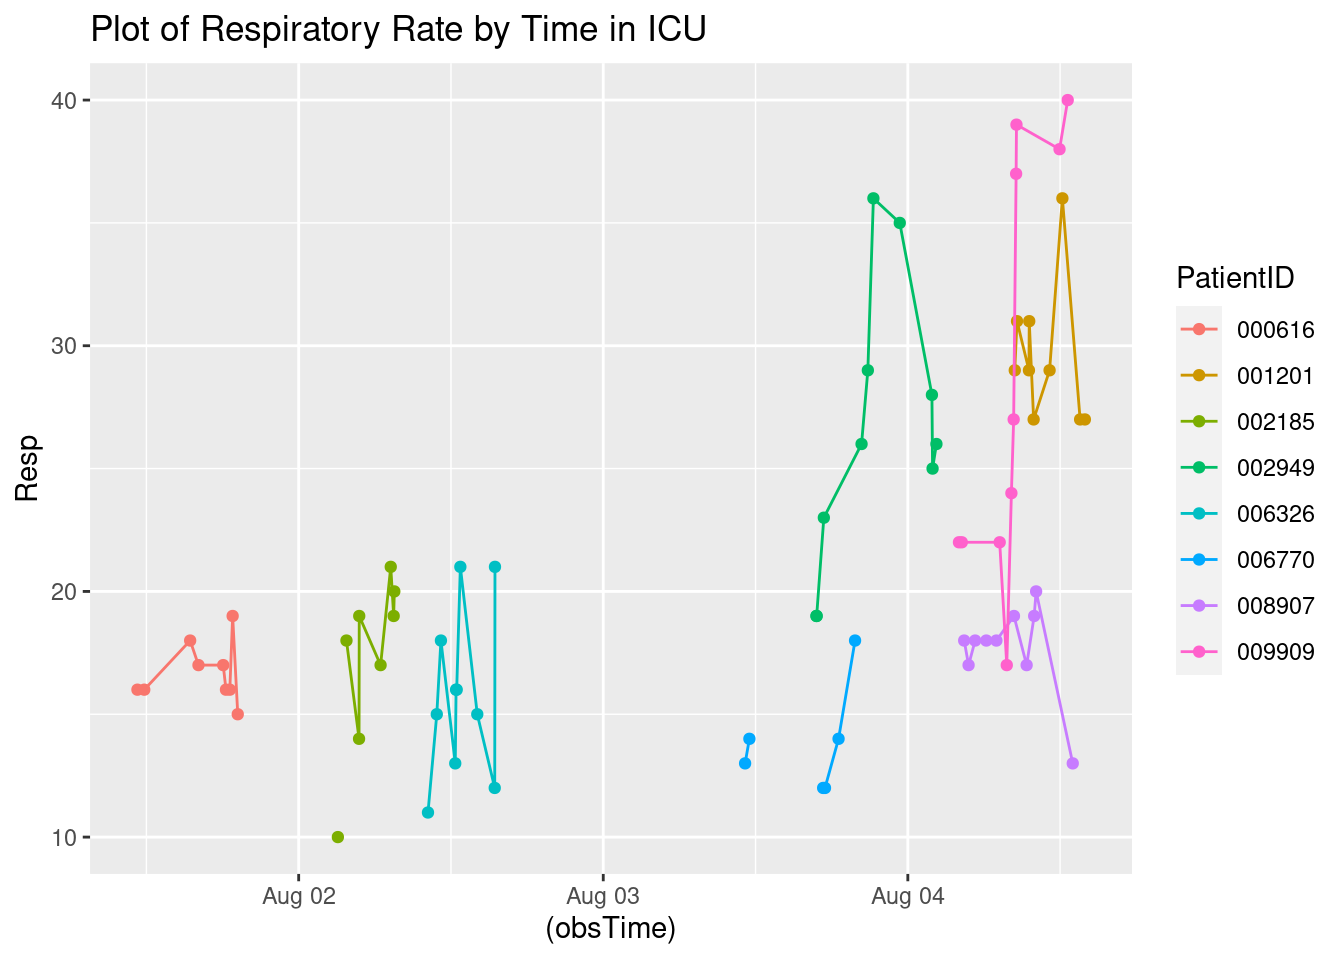 Plot of Respiratory Rate by Time in ICU
40
30
20
10
Resp
Aug 02
Aug 03
Aug 04
(obsTime)
PatientID
000616
001201
002185
002949
006326
006770
008907
009909